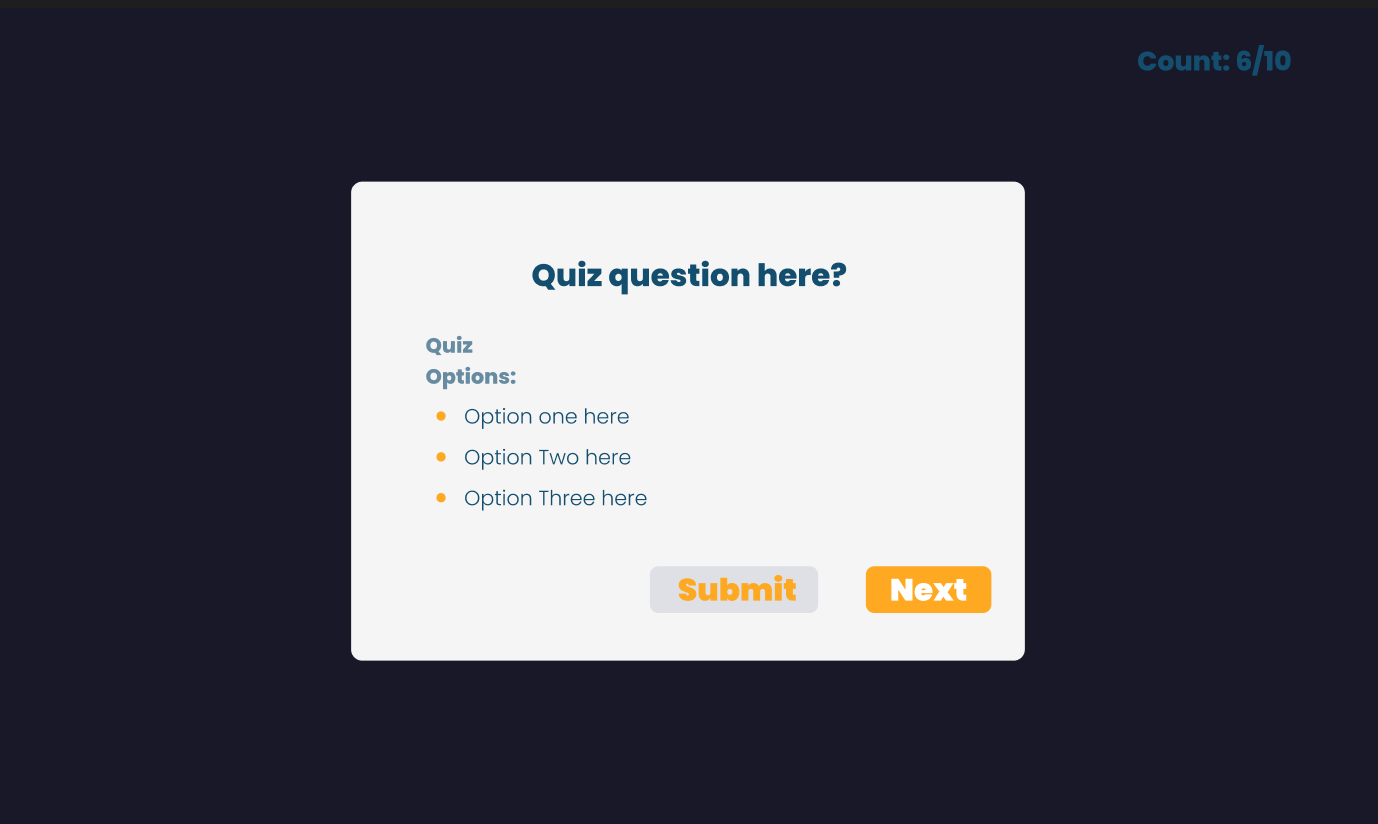 Count: 6/10
Quiz question here?
Quiz
Options:
Option one here
Option Two here
Option Three here
Submit
Next